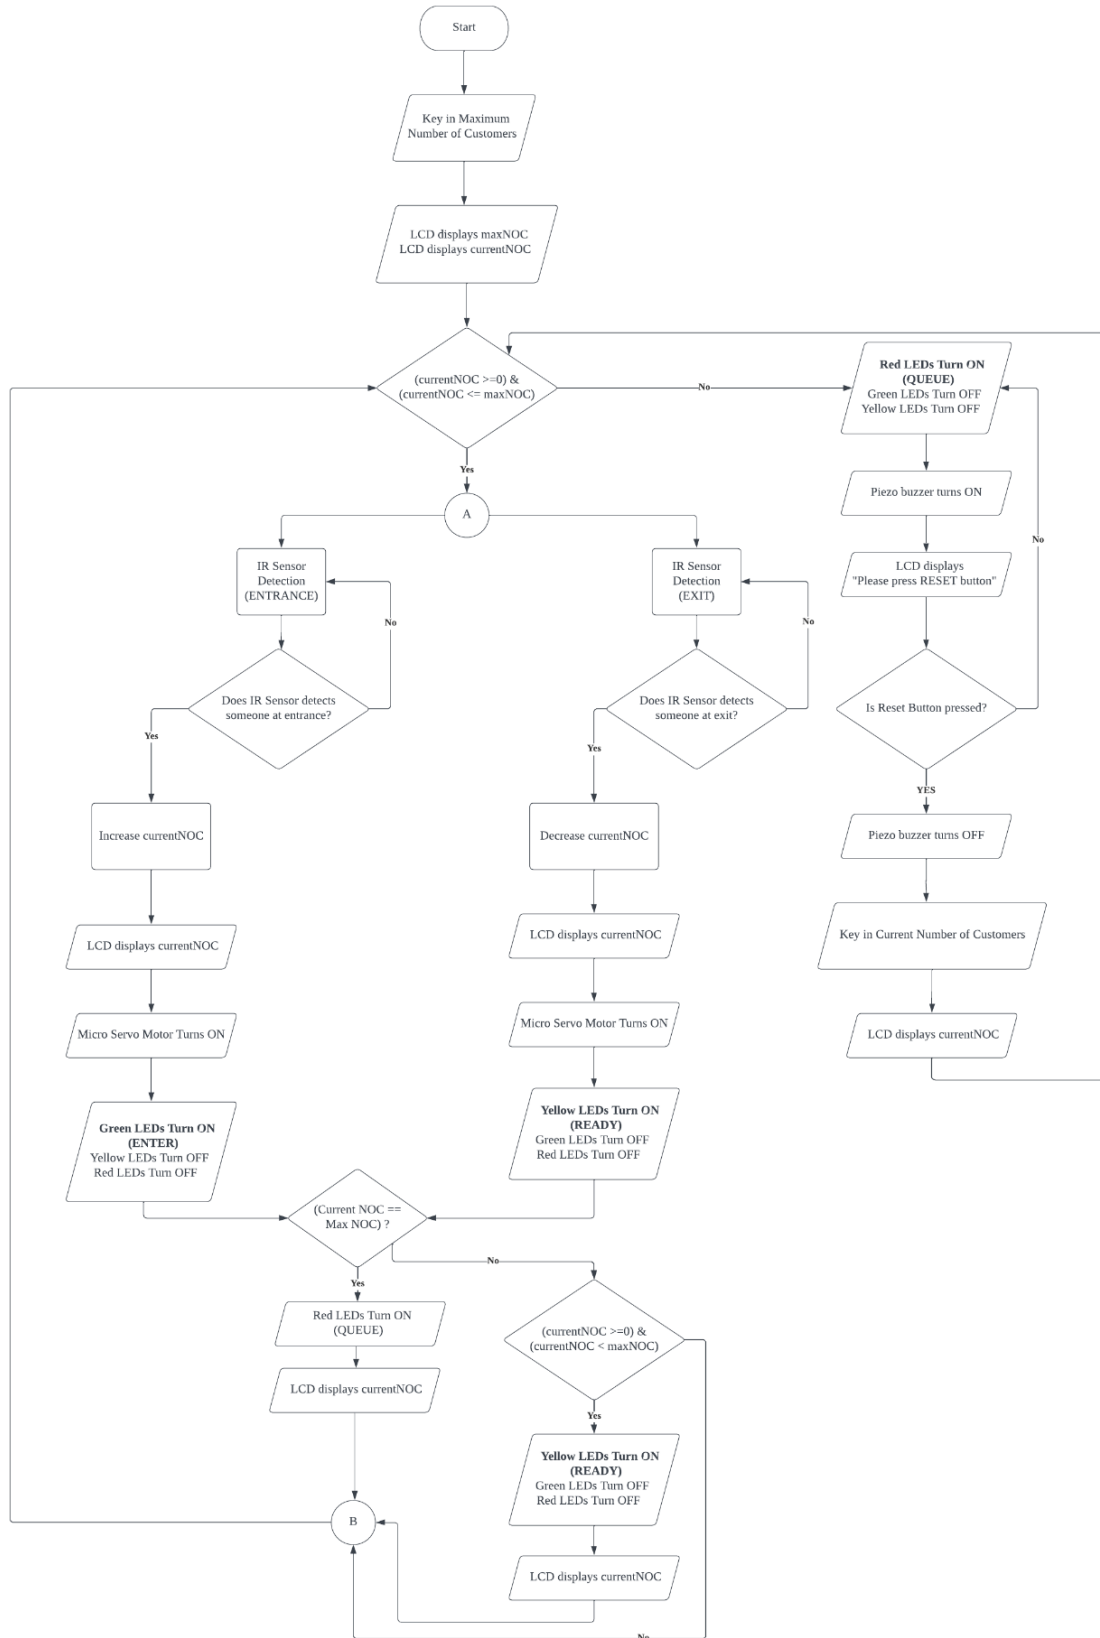 Start
Key in Maximum
Number of Customers
LCD displays maxNOC
LCD displays currentNOC
(currentNOC >=0) &
(currentNOC <= maxNOC)
No
Red LEDs Turn ON
(QUEUE)
Green LEDs Turn OFF
Yellow LEDs Turn OFF
Yes
A
Piezo buzzer turns ON
No
IR Sensor
Detection
(ENTRANCE)
No
IR Sensor
Detection
(EXIT)
No
LCD displays
"Please press RESET button"
Does IR Sensor detects
someone at entrance?
Does IR Sensor detects
someone at exit?
Is Reset Button pressed?
Yes
Yes
YES
Increase currentNOC
Decrease currentNOC
Piezo buzzer turns OFF
LCD displays currentNOC
LCD displays currentNOC
Key in Current Number of Customers
Micro Servo Motor Turns ON
Micro Servo Motor Turns ON
LCD displays currentNOC
Green LEDs Turn ON
(ENTER)
Yellow LEDs Turn OFF
Red LEDs Turn OFF
Yellow LEDs Turn ON
(READY)
Green LEDs Turn OFF
Red LEDs Turn OFF
(Current NOC ==
Max NOC) ?
No
Yes
Red LEDs Turn ON
(QUEUE)
(currentNOC >=0) &
(currentNOC < maxNOC)
LCD displays currentNOC
Yes
Yellow LEDs Turn ON
(READY)
Green LEDs Turn OFF
Red LEDs Turn OFF
B
LCD displays currentNOC
No